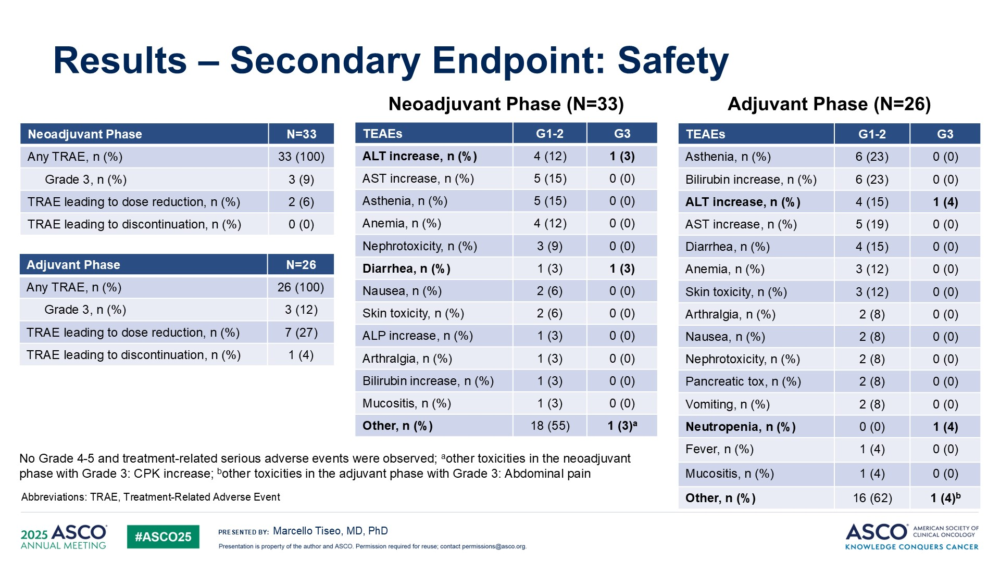 Results – Secondary Endpoint: Safety
Neoadjuvant Phase N=33
Any TRAE, n (%) 33 (100)
Grade 3, n (%) 3 (9)
TRAE leading to dose reduction, n (%) 2 (6)
TRAE leading to discontinuation, n (%) 0 (0)
Adjuvant Phase N=26
Any TRAE, n (%) 26 (100)
Grade 3, n (%) 3 (12)
TRAE leading to dose reduction, n (%) 7 (27)
TRAE leading to discontinuation, n (%) 1 (4)
Neoadjuvant Phase (N=33)
TEAEs G1-2 G3
ALT increase, n (%) 4 (12) 1 (3)
AST increase, n (%) 5 (15) 0 (0)
Asthenia, n (%) 5 (15) 0 (0)
Anemia, n (%) 4 (12) 0 (0)
Nephrotoxicity, n (%) 3 (9) 0 (0)
Diarrhea, n (%) 1 (3) 1 (3)
Nausea, n (%) 2 (6) 0 (0)
Skin toxicity, n (%) 2 (6) 0 (0)
ALP increase, n (%) 1 (3) 0 (0)
Arthralgia, n (%) 1 (3) 0 (0)
Bilirubin increase, n (%) 1 (3) 0 (0)
Mucositis, n (%) 1 (3) 0 (0)
Other, n (%) 18 (55) 1 (3)ᵃ
Adjuvant Phase (N=26)
TEAEs G1-2 G3
Asthenia, n (%) 6 (23) 0 (0)
Bilirubin increase, n (%) 6 (23) 0 (0)
ALT increase, n (%) 4 (15) 1 (4)
AST increase, n (%) 5 (19) 0 (0)
Diarrhea, n (%) 4 (15) 0 (0)
Anemia, n (%) 3 (12) 0 (0)
Skin toxicity, n (%) 3 (12) 0 (0)
Arthralgia, n (%) 2 (8) 0 (0)
Nausea, n (%) 2 (8) 0 (0)
Nephrotoxicity, n (%) 2 (8) 0 (0)
Pancreatic tox, n (%) 2 (8) 0 (0)
Vomiting, n (%) 2 (8) 0 (0)
Neutropenia, n (%) 0 (0) 1 (4)
Fever, n (%) 1 (4) 0 (0)
Mucositis, n (%) 1 (4) 0 (0)
Other, n (%) 16 (62) 1 (4)ᵇ
No Grade 4-5 and treatment-related serious adverse events were observed; ᵃother toxicities in the neoadjuvant
phase with Grade 3: CPK increase; ᵇother toxicities in the adjuvant phase with Grade 3: Abdominal pain
Abbreviations: TRAE, Treatment-Related Adverse Event
2025 ASCO®
ANNUAL MEETING
#ASCO25
PRESENTED BY: Marcello Tiseo, MD, PhD
Presentation is property of the author and ASCO. Permission required for reuse; contact permissions@asco.org.
ASCO® AMERICAN SOCIETY OF
CLINICAL ONCOLOGY
KNOWLEDGE CONQUERS CANCER